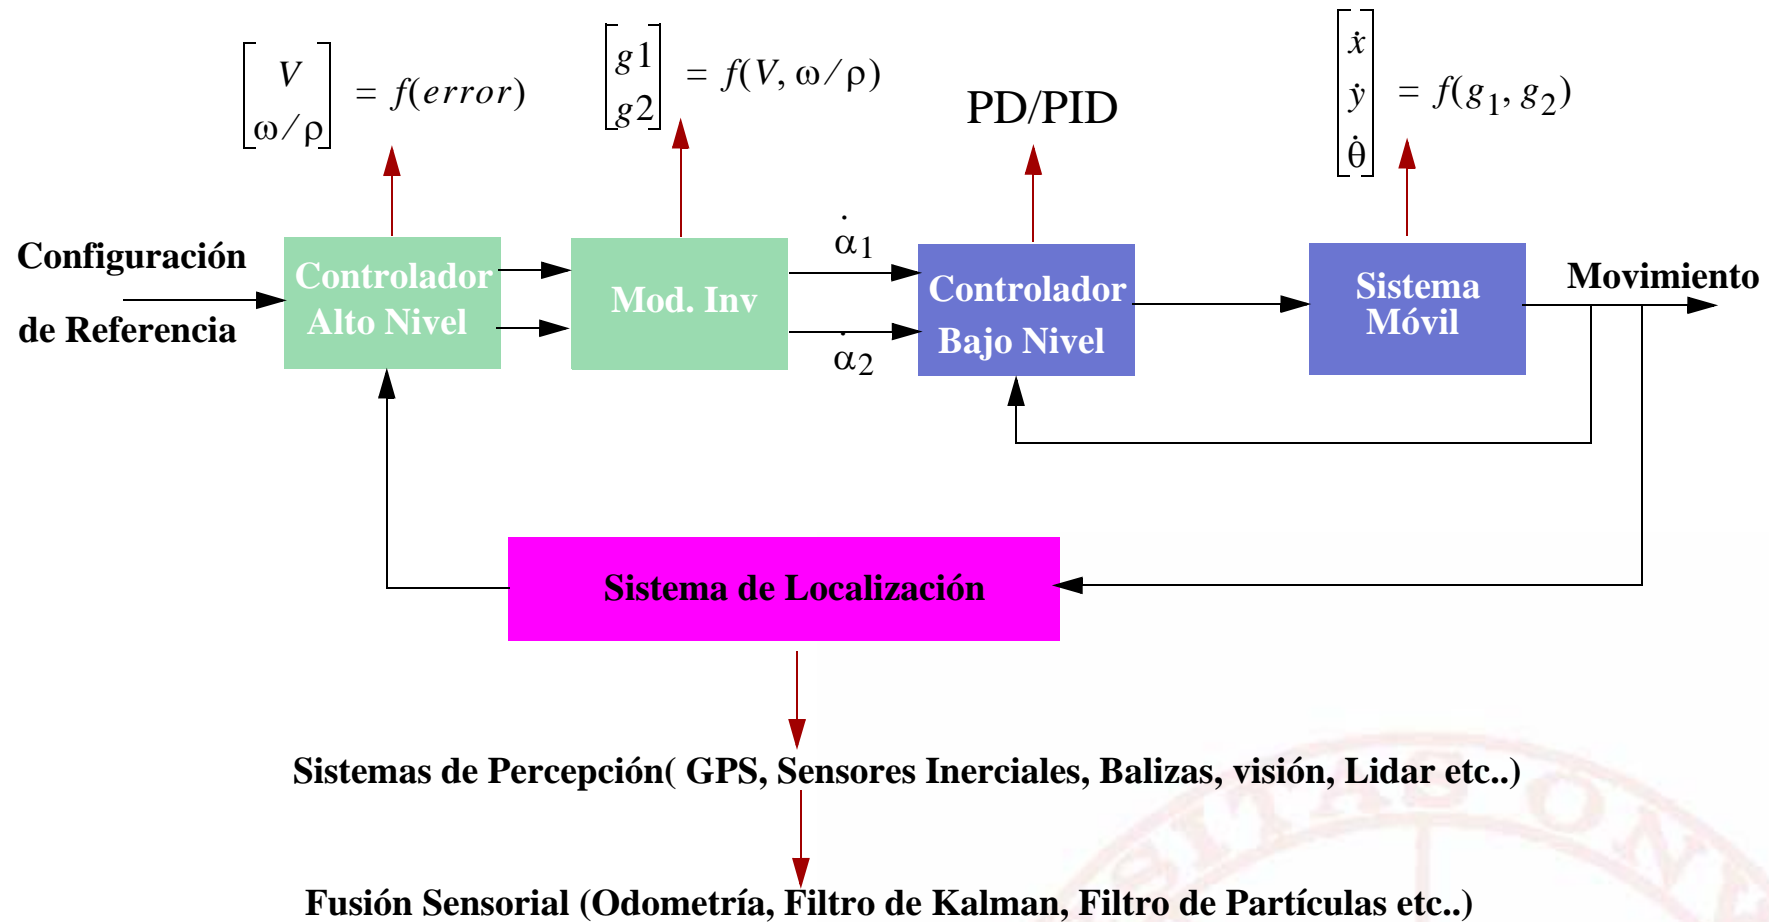 [V
ω/ρ] = f(error)
[g1
g2] = f(V, ω/ρ)
PD/PID
[ẋ
ẏ
θ̇] = f(g₁, g₂)
Configuración
de Referencia
Controlador
Alto Nivel
Mod. Inv
α̇₁
α̇₂
Controlador
Bajo Nivel
Sistema
Móvil
Movimiento
Sistema de Localización
Sistemas de Percepción( GPS, Sensores Inerciales, Balizas, visión, Lidar etc..)
Fusión Sensorial (Odometría, Filtro de Kalman, Filtro de Partículas etc..)